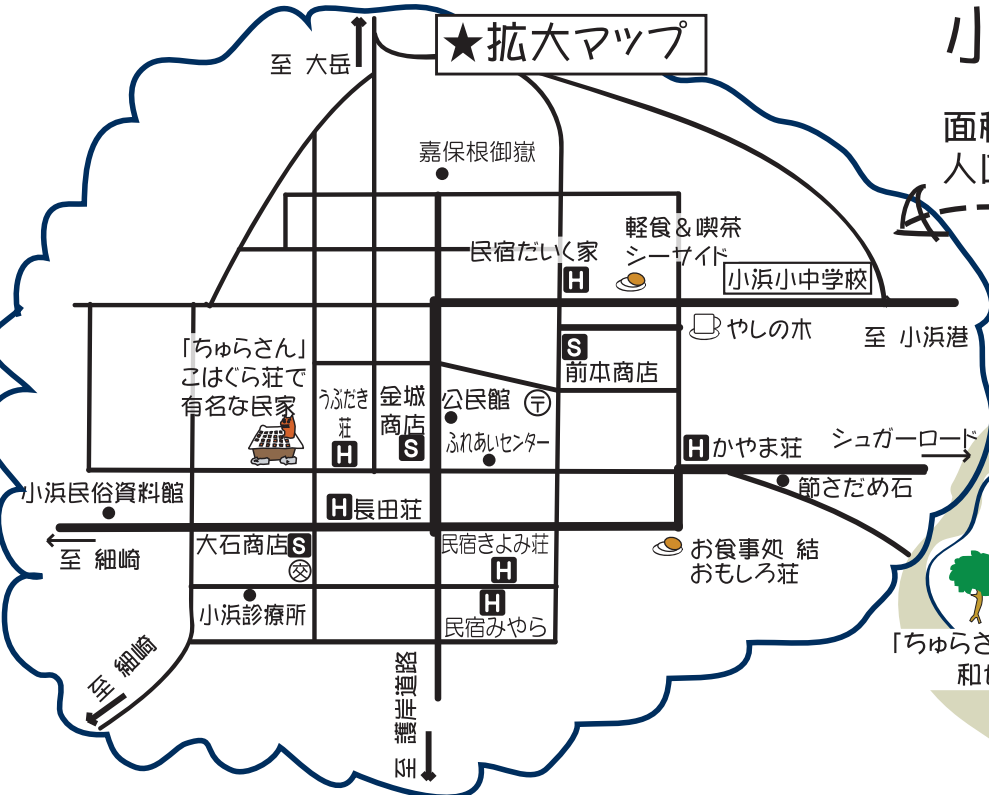 ★拡大マップ
至 大岳
小
面積
嘉保根御嶽
軽食&喫茶
シーサイド
民宿だいく家
H
小浜小中学校
やしの木
至 小浜港
S
前本商店
「ちゅらさん」
こはぐら荘で
有名な民家
うぶだき
荘
H
金城
商店
S
公民館
〒
ふれあいセンター
Hかやま荘
シュガーロード
節さだめ石
小浜民俗資料館
H長田荘
至 細崎
大石商店S
交
小浜診療所
民宿きよみ荘
H
H
民宿みやら
お食事処 結
おもしろ荘
至 細崎
至 護岸道路
「ちゅらさ